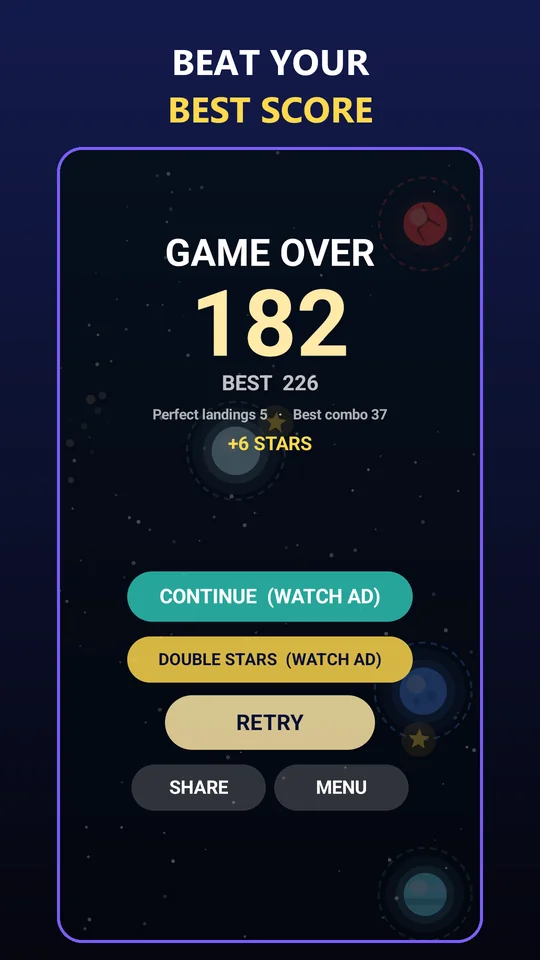 BEAT YOUR
BEST SCORE
GAME OVER
182
BEST 226
Perfect landings 5 · Best combo 37
+6 STARS
CONTINUE (WATCH AD)
DOUBLE STARS (WATCH AD)
RETRY
SHARE MENU